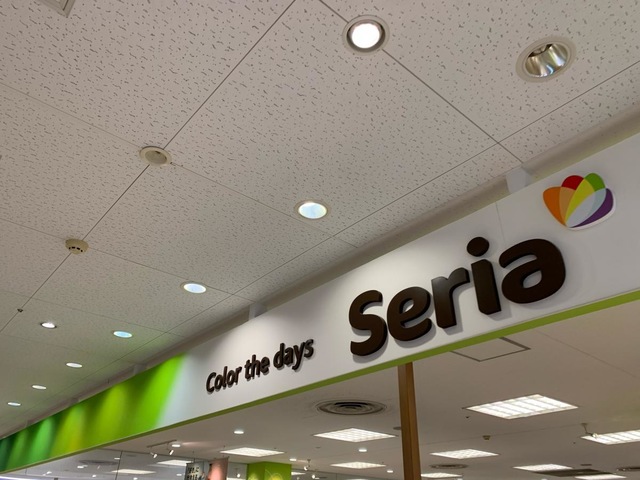 Color the days
Seria